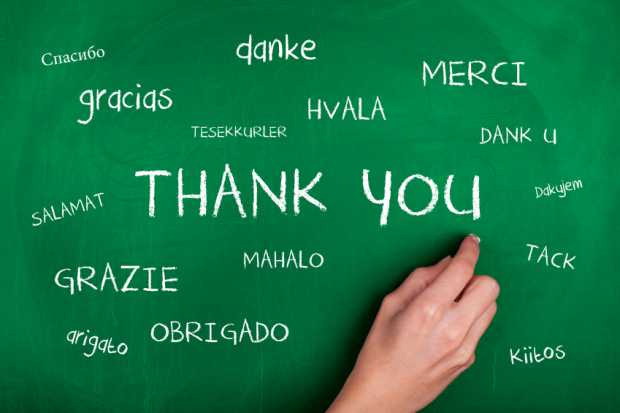 Спасибо
danke
MERCI
gracias
HVALA
TESEKKURLER
DANK U
THANK YOU
Dakujem
SALAMAT
MAHALO
TACK
GRAZIE
arigato
OBRIGADO
Kiitos